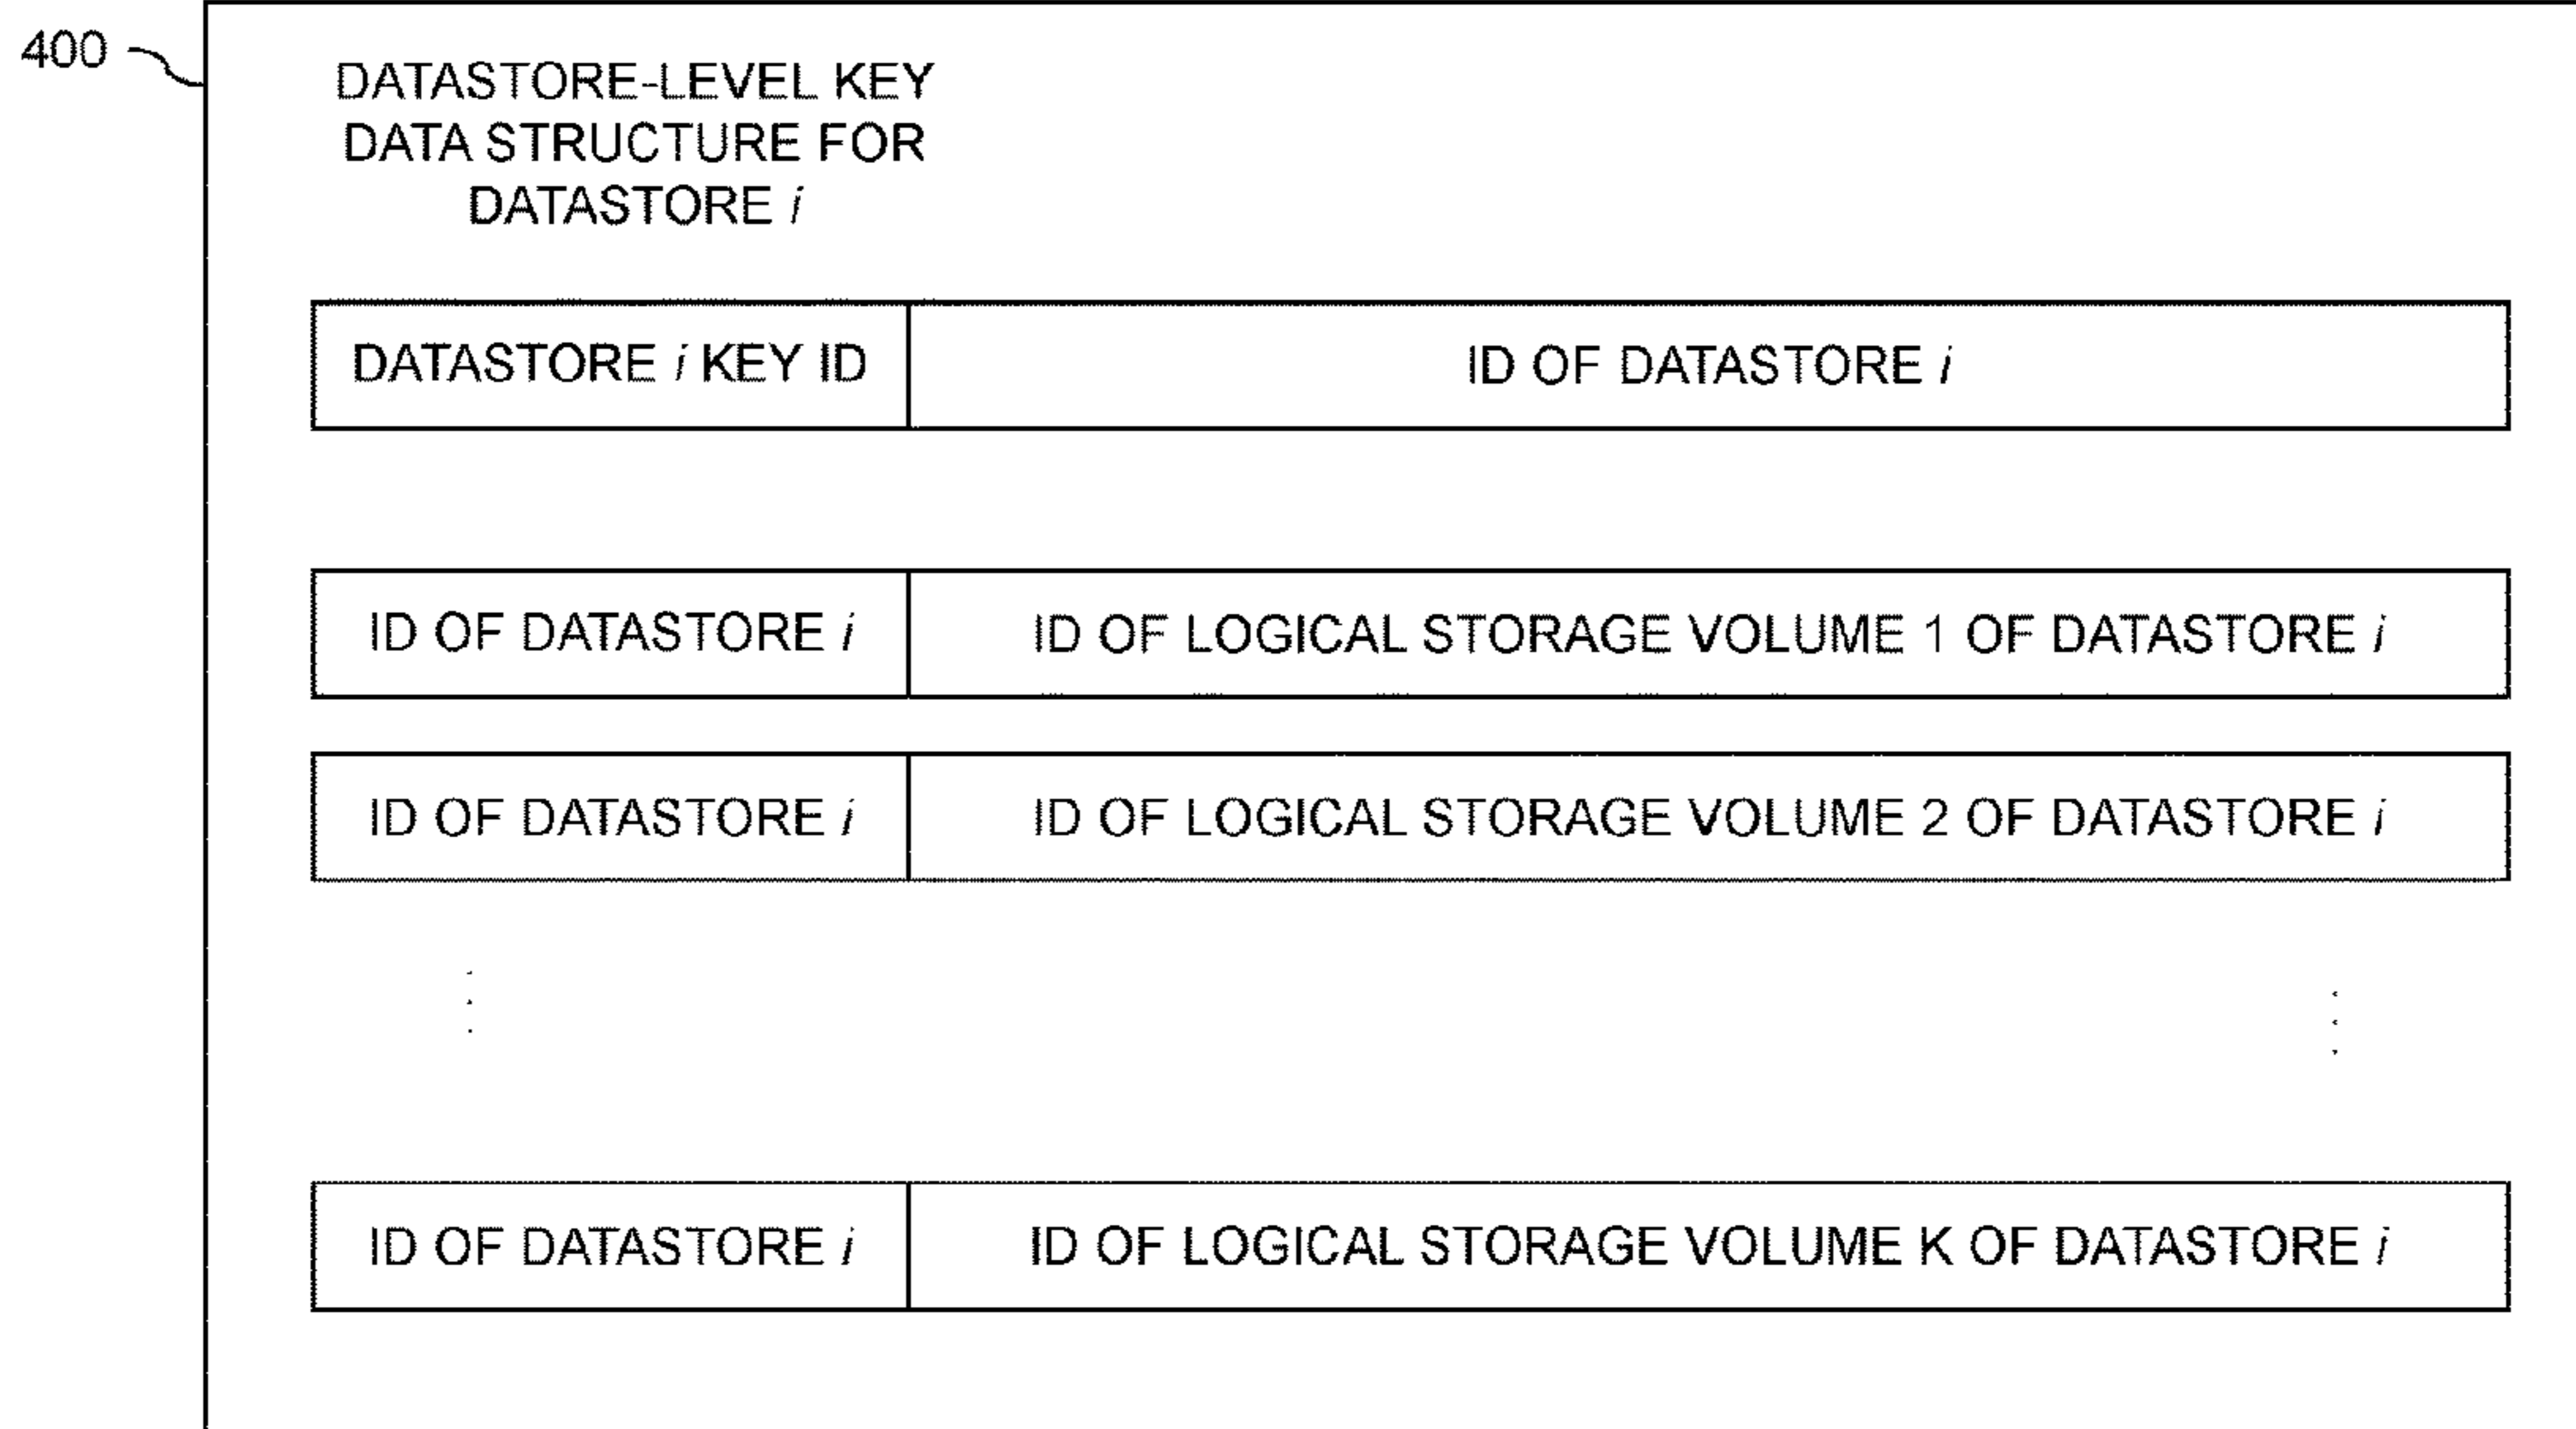 400
DATASTORE-LEVEL KEY
DATA STRUCTURE FOR
DATASTORE i
DATASTORE i KEY ID
ID OF DATASTORE i
ID OF DATASTORE i
ID OF LOGICAL STORAGE VOLUME 1 OF DATASTORE i
ID OF DATASTORE i
ID OF LOGICAL STORAGE VOLUME 2 OF DATASTORE i
ID OF DATASTORE i
ID OF LOGICAL STORAGE VOLUME K OF DATASTORE i